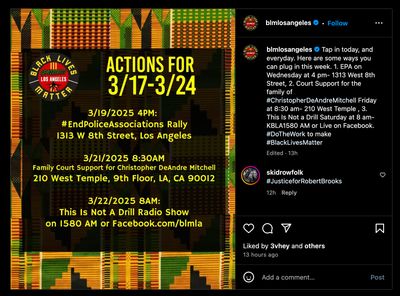 BLACK LIVES
LOS ANGELES
MATTER
ACTIONS FOR
3/17-3/24
3/19/2025 4PM:
#EndPoliceAssociations Rally
1313 W 8th Street, Los Angeles
3/21/2025 8:30AM
Family Court Support for Christopher DeAndre Mitchell
210 West Temple, 9th Floor, LA, CA 90012
3/22/2025 8AM:
This Is Not A Drill Radio Show
on 1580 AM or Facebook.com/blmla
blmlosangeles • Follow
blmlosangeles Tap in today, and
everyday. Here are some ways you
can plug in this week. 1. EPA on
Wednesday at 4 pm- 1313 West 8th
Street, 2. Court Support for the
family of
#ChristopherDeAndreMitchell Friday
at 8:30 am- 210 West Temple , 3.
This Is Not a Drill Saturday at 8 am-
KBLA1580 AM or Live on Facebook.
#DoTheWork to make
#BlackLivesMatter
Edited · 13h
skidrowfolk
#JusticeforRobertBrooks
12h Reply
Liked by 3vhey and others
13 hours ago
Add a comment...
Post